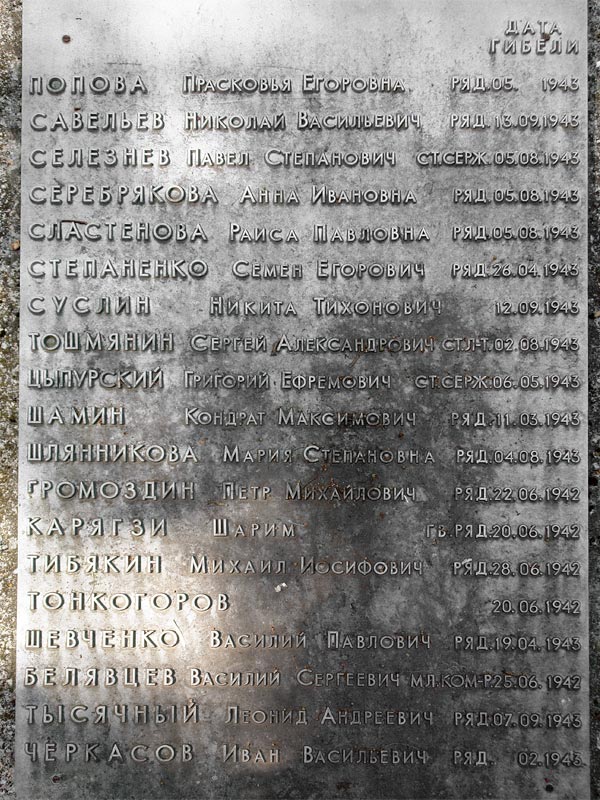 ДАТА
ГИБЕЛИ
ПОПОВА ПРАСКОВЬЯ ЕГОРОВНА РЯД. 05. 1943
САВЕЛЬЕВ НИКОЛАЙ ВАСИЛЬЕВИЧ РЯД. 13.09.1943
СЕЛЕЗНЕВ ПАВЕЛ СТЕПАНОВИЧ СТ.СЕРЖ. 05.08.1943
СЕРЕБРЯКОВА АННА ИВАНОВНА РЯД. 05.08.1943
СЛАСТЕНОВА РАИСА ПАВЛОВНА РЯД. 05.08.1943
СТЕПАНЕНКО СЕМЕН ЕГОРОВИЧ РЯД. 26.04.1943
СУСЛИН НИКИТА ТИХОНОВИЧ 12.09.1943
ТОШМЯНИН СЕРГЕЙ АЛЕКСАНДРОВИЧ СТ.Л-Т. 02.08.1943
ЦЫПУРСКИЙ ГРИГОРИЙ ЕФРЕМОВИЧ СТ.СЕРЖ. 06.05.1943
ШАМИН КОНДРАТ МАКСИМОВИЧ РЯД. 11.03.1943
ШЛЯННИКОВА МАРИЯ СТЕПАНОВНА РЯД. 04.08.1943
ГРОМОЗДИН ПЕТР МИХАЙЛОВИЧ РЯД. 22.06.1942
КАРЯГЗИ ШАРИМ ГВ.РЯД. 20.06.1942
ТИБЯКИН МИХАИЛ ИОСИФОВИЧ РЯД. 28.06.1942
ТОНКОГОРОВ 20.06.1942
ШЕВЧЕНКО ВАСИЛИЙ ПАВЛОВИЧ РЯД. 19.04.1943
БЕЛЯВЦЕВ ВАСИЛИЙ СЕРГЕЕВИЧ МЛ.КОМ-Р. 25.06.1942
ТЫСЯЧНЫЙ ЛЕОНИД АНДРЕЕВИЧ РЯД. 07.09.1943
ЧЕРКАСОВ ИВАН ВАСИЛЬЕВИЧ РЯД. 02.1943